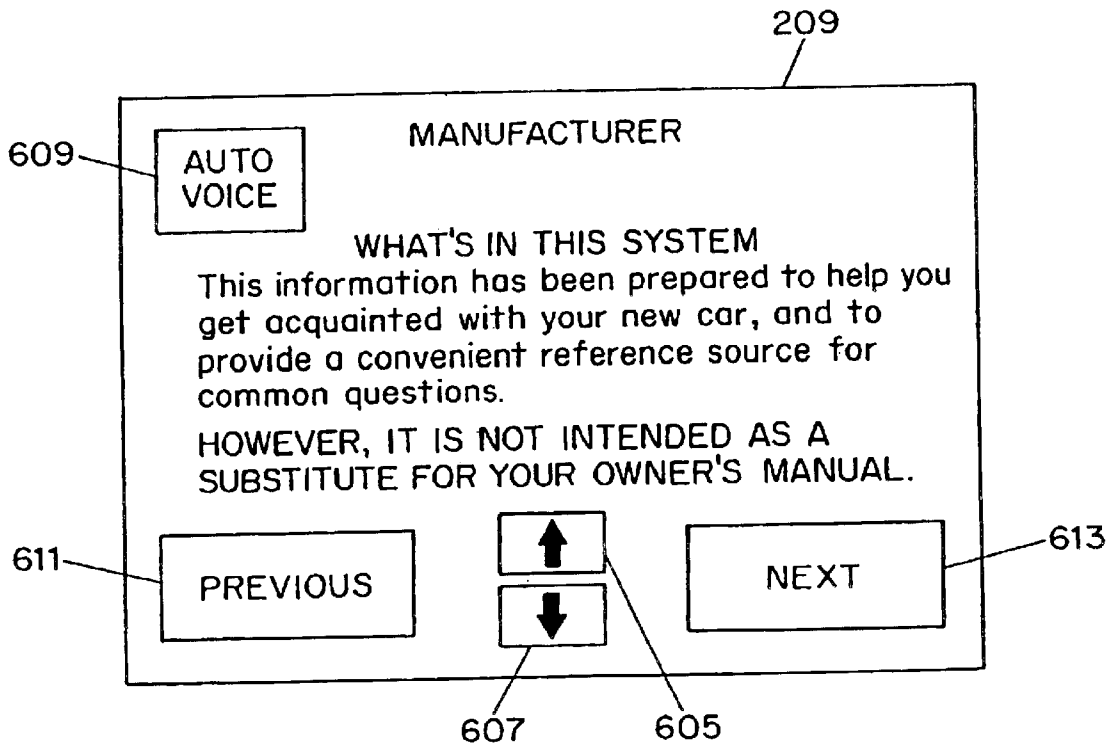 209
MANUFACTURER
609
AUTO
VOICE
WHAT'S IN THIS SYSTEM
This information has been prepared to help you
get acquainted with your new car, and to
provide a convenient reference source for
common questions.
HOWEVER, IT IS NOT INTENDED AS A
SUBSTITUTE FOR YOUR OWNER'S MANUAL.
611
PREVIOUS
NEXT
613
607
605